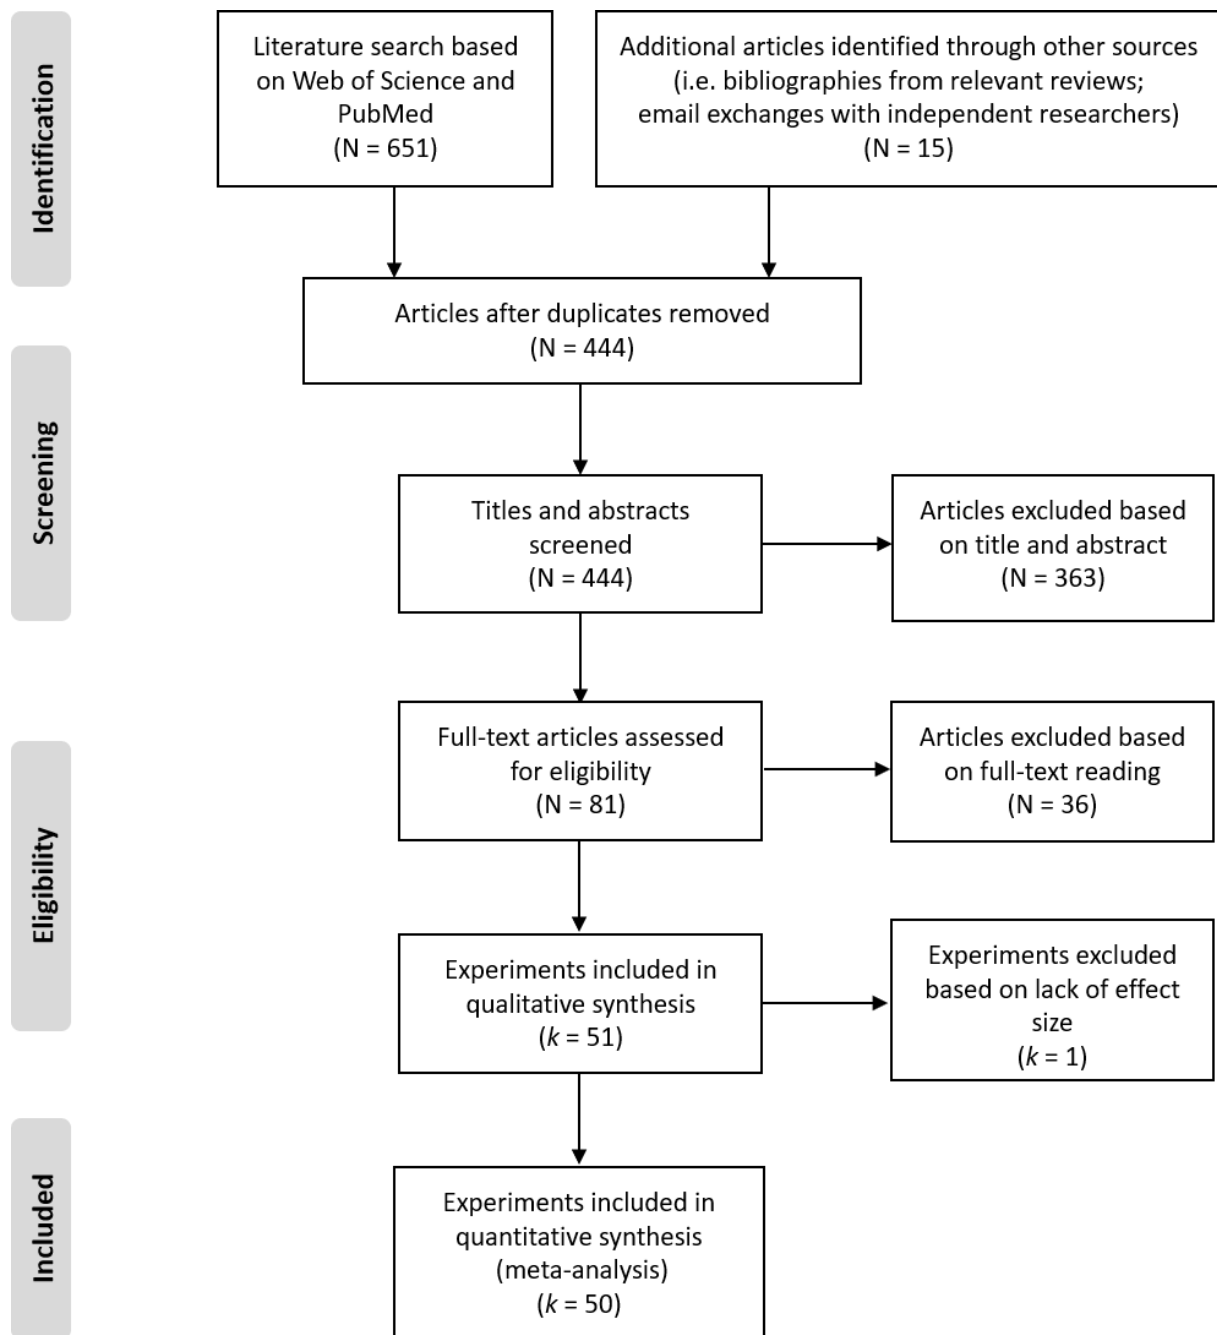 Identification
Literature search based
on Web of Science and
PubMed
(N = 651)
Additional articles identified through other sources
(i.e. bibliographies from relevant reviews;
email exchanges with independent researchers)
(N = 15)
Articles after duplicates removed
(N = 444)
Screening
Titles and abstracts
screened
(N = 444)
Articles excluded based
on title and abstract
(N = 363)
Eligibility
Full-text articles assessed
for eligibility
(N = 81)
Articles excluded based
on full-text reading
(N = 36)
Experiments included in
qualitative synthesis
(k = 51)
Experiments excluded
based on lack of effect
size
(k = 1)
Included
Experiments included in
quantitative synthesis
(meta-analysis)
(k = 50)